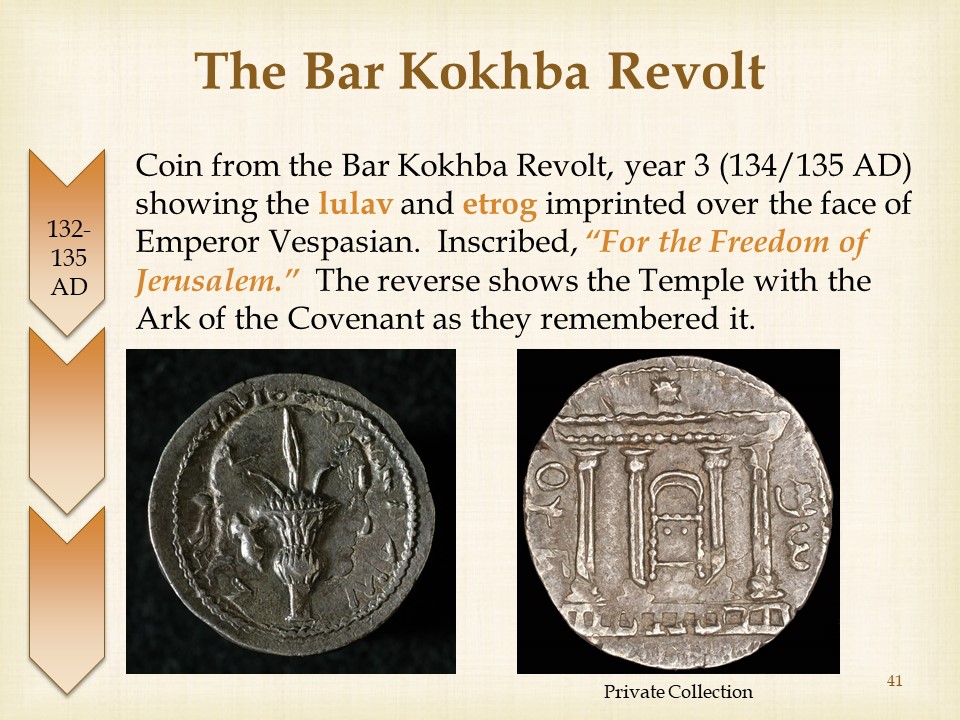 The Bar Kokhba Revolt
132-
135
AD
Coin from the Bar Kokhba Revolt, year 3 (134/135 AD)
showing the lulav and etrog imprinted over the face of
Emperor Vespasian.  Inscribed, “For the Freedom of
Jerusalem.”  The reverse shows the Temple with the
Ark of the Covenant as they remembered it.
Private Collection
41